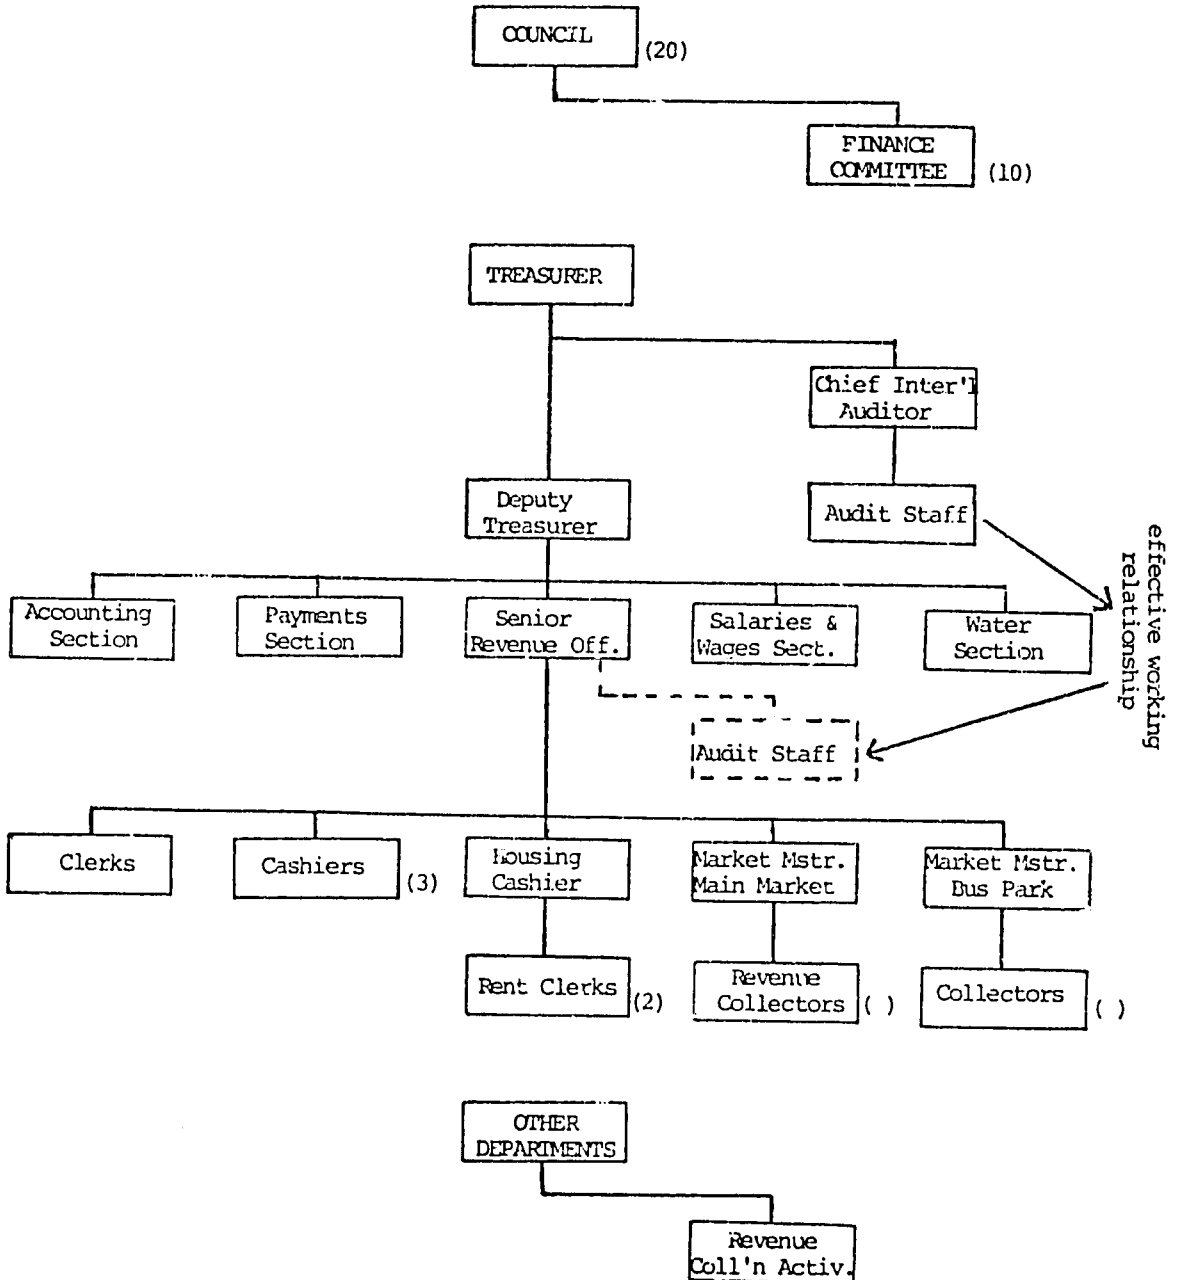 COUNCIL
(20)
FINANCE
COMMITTEE
(10)
TREASURER
Chief Inter'l
Auditor
Deputy
Treasurer
Audit Staff
effective working
relationship
Accounting
Section
Payments
Section
Senior
Revenue Off.
Salaries &
Wages Sect.
Water
Section
Audit Staff
Clerks
Cashiers
(3)
Housing
Cashier
Market Mstr.
Main Market
Market Mstr.
Bus Park
Rent Clerks
(2)
Revenue
Collectors
( )
Collectors
( )
OTHER
DEPARTMENTS
Revenue
Coll'n Activ.